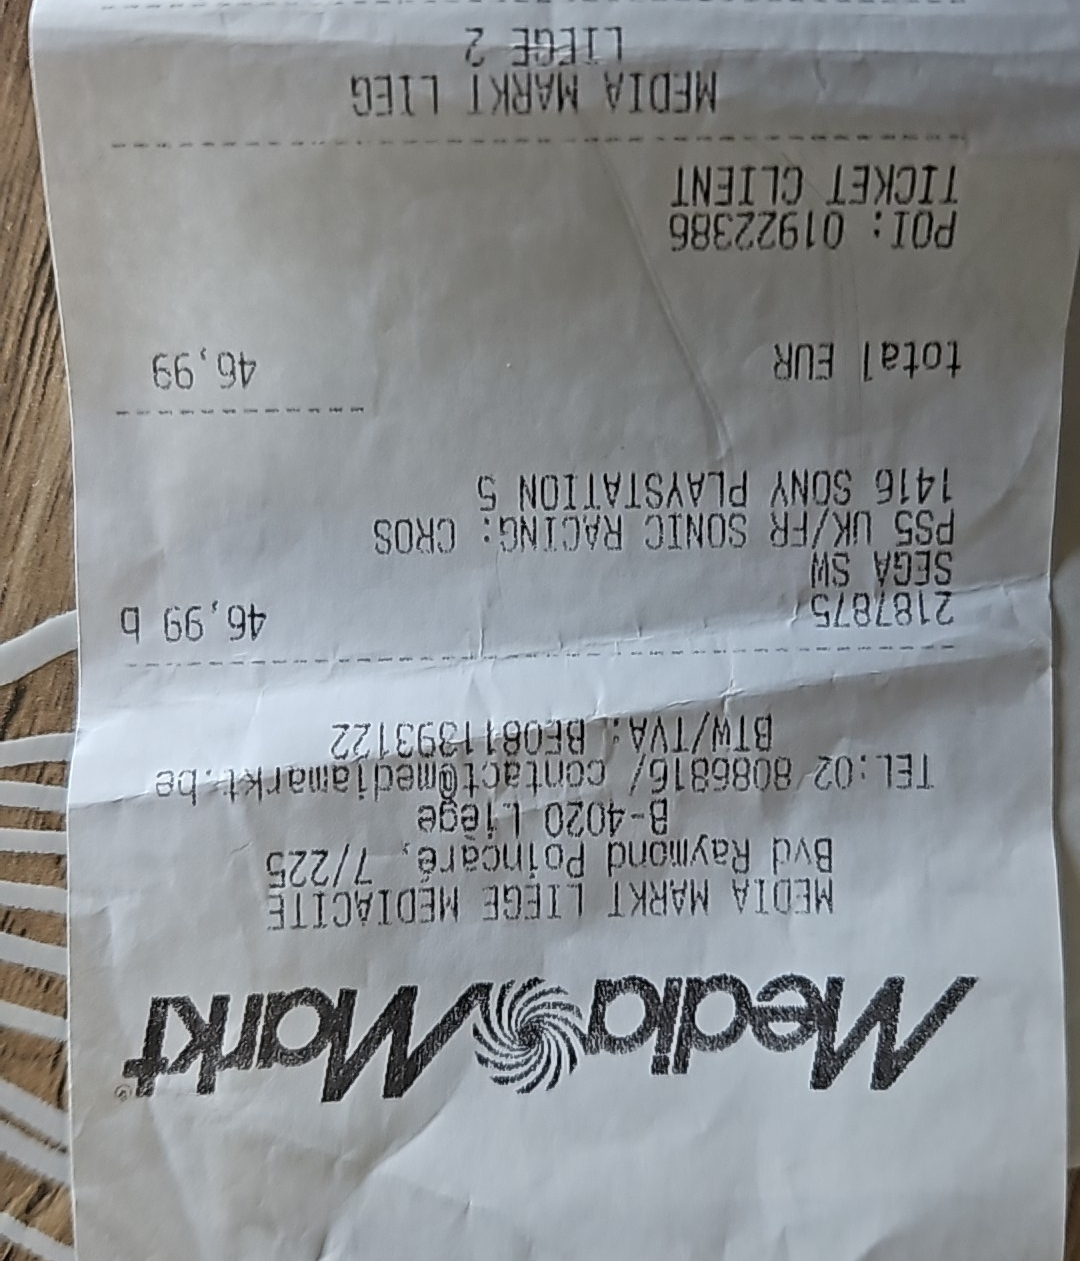 MediaMarkt®
MEDIA MARKT LIEGE MÉDIACITE
Bvd Raymond Poincaré, 7/225
B-4020 Liège
TEL:02/8086816/ contact@mediamarkt.be
BTW/TVA: BE0811393122
2187875 46,99 b
SEGA SW
PS5 UK/FR SONIC RACING: CROS
1416 SONY PLAYSTATION 5
total EUR 46,99
POI: 01922386
TICKET CLIENT
MEDIA MARKT LIEG
LIEGE 2